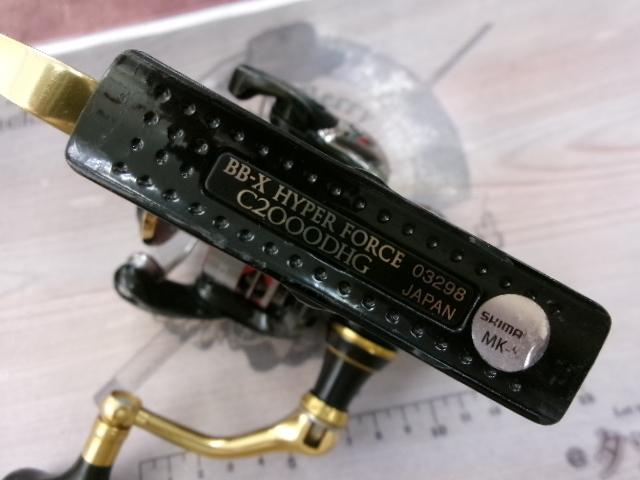 BB-X HYPER FORCE
C2000DHG
03298
JAPAN
SHIMA